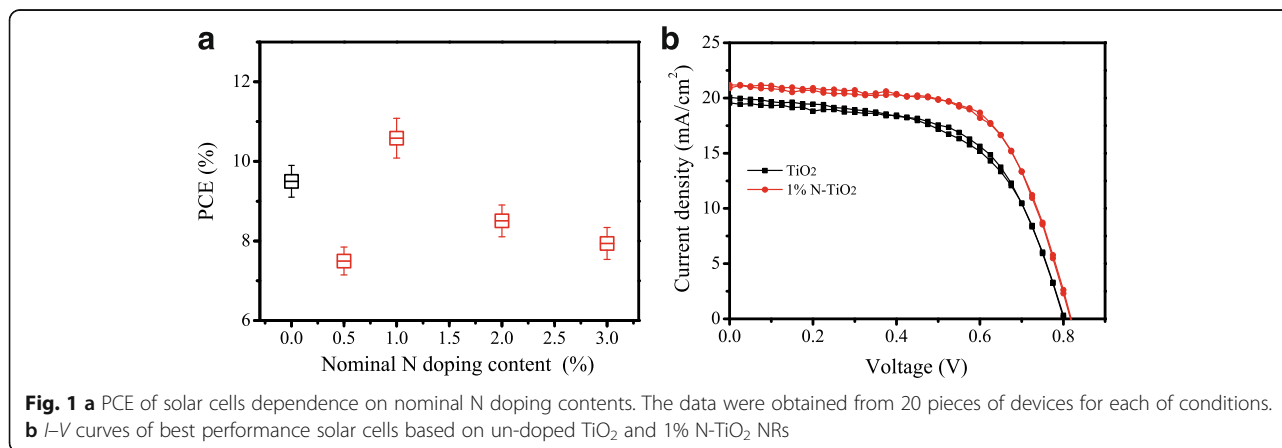 a
PCE (%)
12
10
8
6
0.0 0.5 1.0 1.5 2.0 2.5 3.0
Nominal N doping content (%)
b
Current density (mA/cm²)
25
20
15
10
5
0
TiO₂
1% N-TiO₂
0.0 0.2 0.4 0.6 0.8
Voltage (V)
Fig. 1 a PCE of solar cells dependence on nominal N doping contents. The data were obtained from 20 pieces of devices for each of conditions.
b I–V curves of best performance solar cells based on un-doped TiO₂ and 1% N-TiO₂ NRs